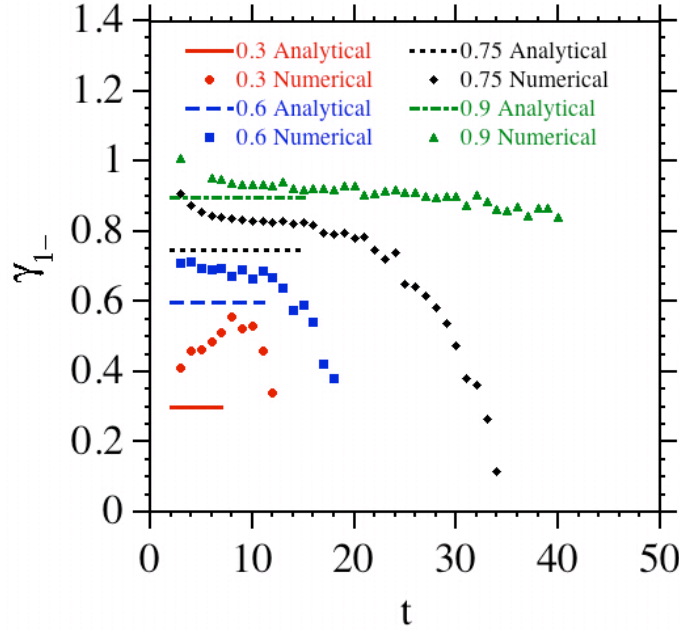 1.4
0.3 Analytical 0.75 Analytical
0.3 Numerical 0.75 Numerical
1.2
0.6 Analytical 0.9 Analytical
0.6 Numerical 0.9 Numerical
1
0.8
γ1−
0.6
0.4
0.2
0
0 10 20 30 40 50
t